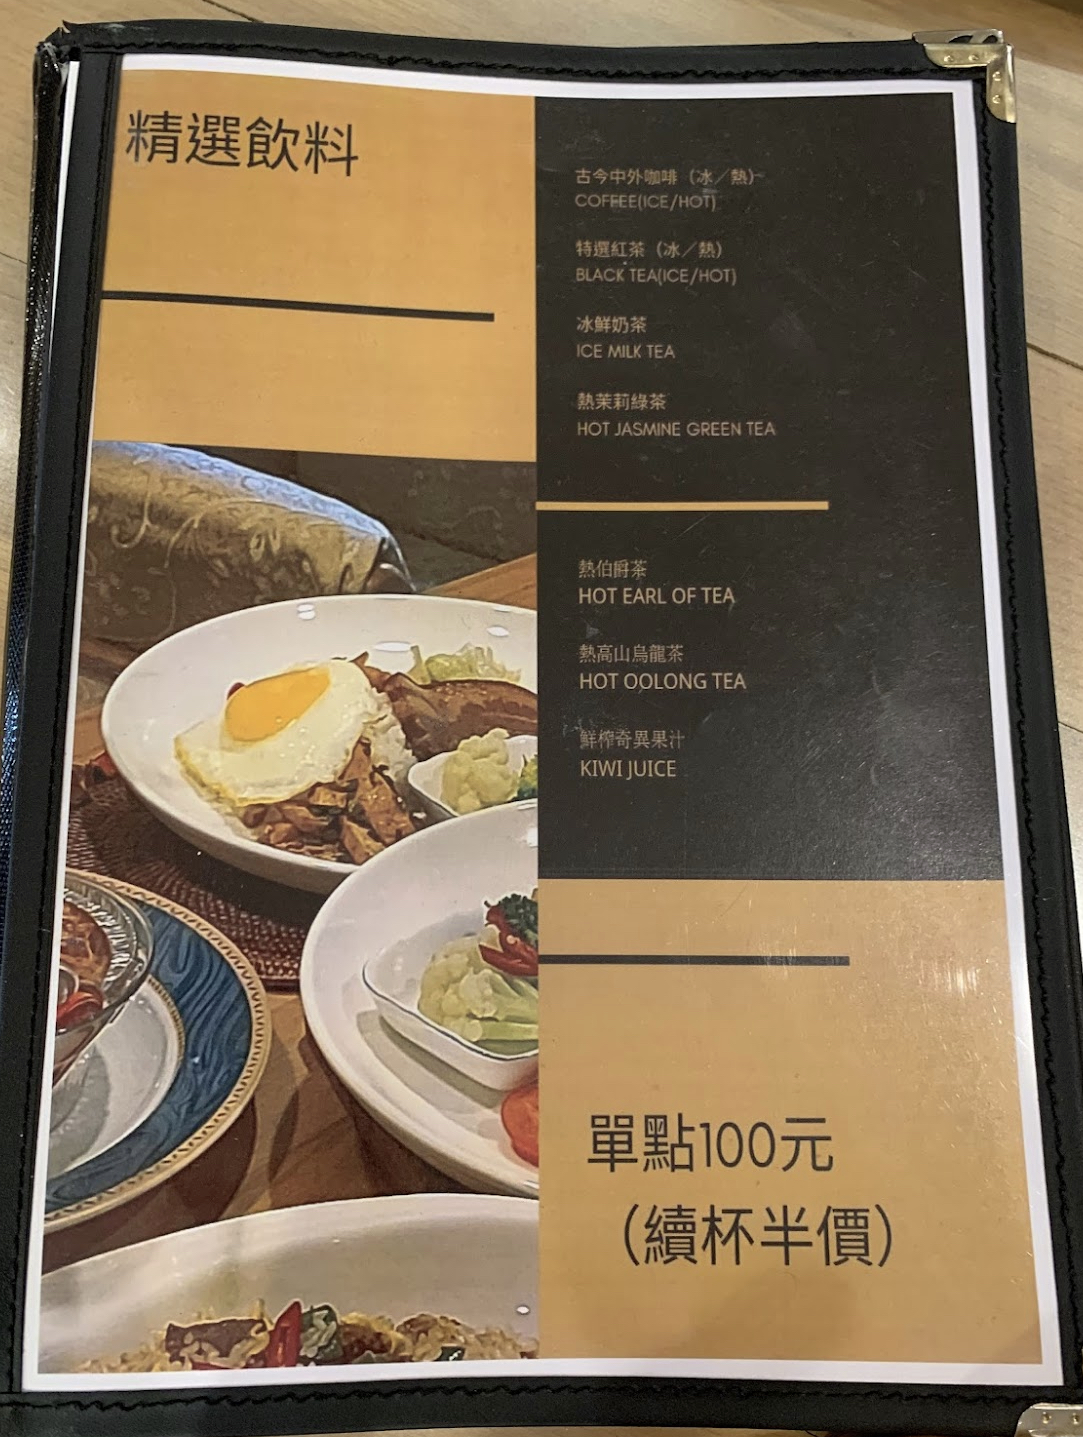 精選飲料
古今中外咖啡（冰／熱）
COFFEE(ICE/HOT)
特選紅茶（冰／熱）
BLACK TEA(ICE/HOT)
冰鮮奶茶
ICE MILK TEA
熱茉莉綠茶
HOT JASMINE GREEN TEA
熱伯爵茶
HOT EARL OF TEA
熱高山烏龍茶
HOT OOLONG TEA
鮮榨奇異果汁
KIWI JUICE
單點100元
（續杯半價）